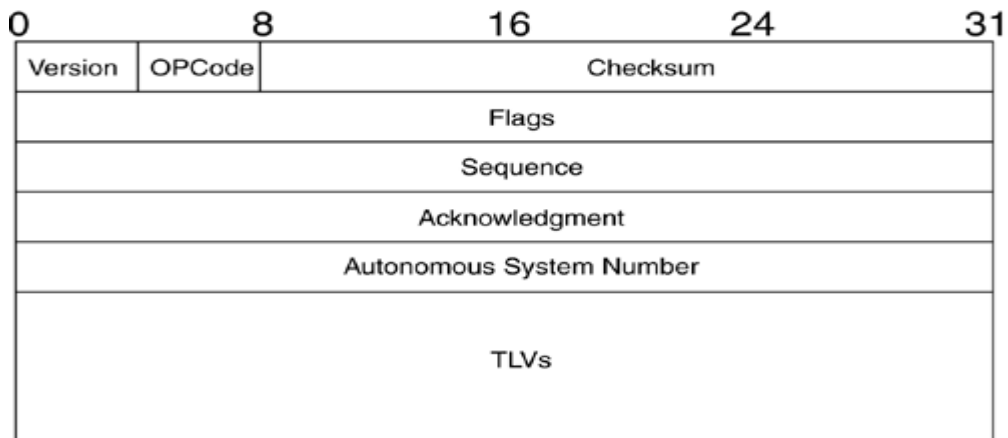 0 8 16 24 31
Version OPCode Checksum
Flags
Sequence
Acknowledgment
Autonomous System Number
TLVs